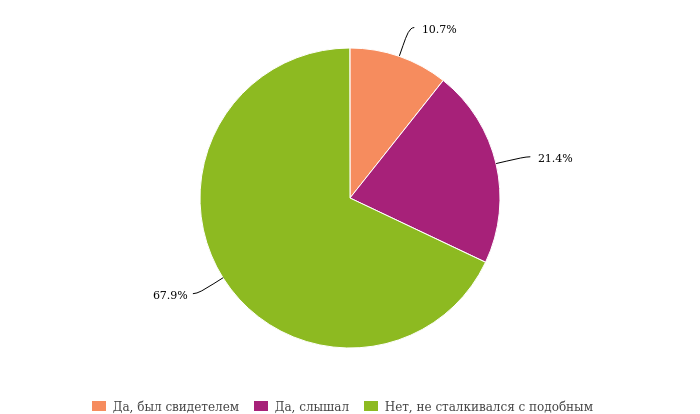 10.7%
21.4%
67.9%
Да, был свидетелем Да, слышал Нет, не сталкивался с подобным